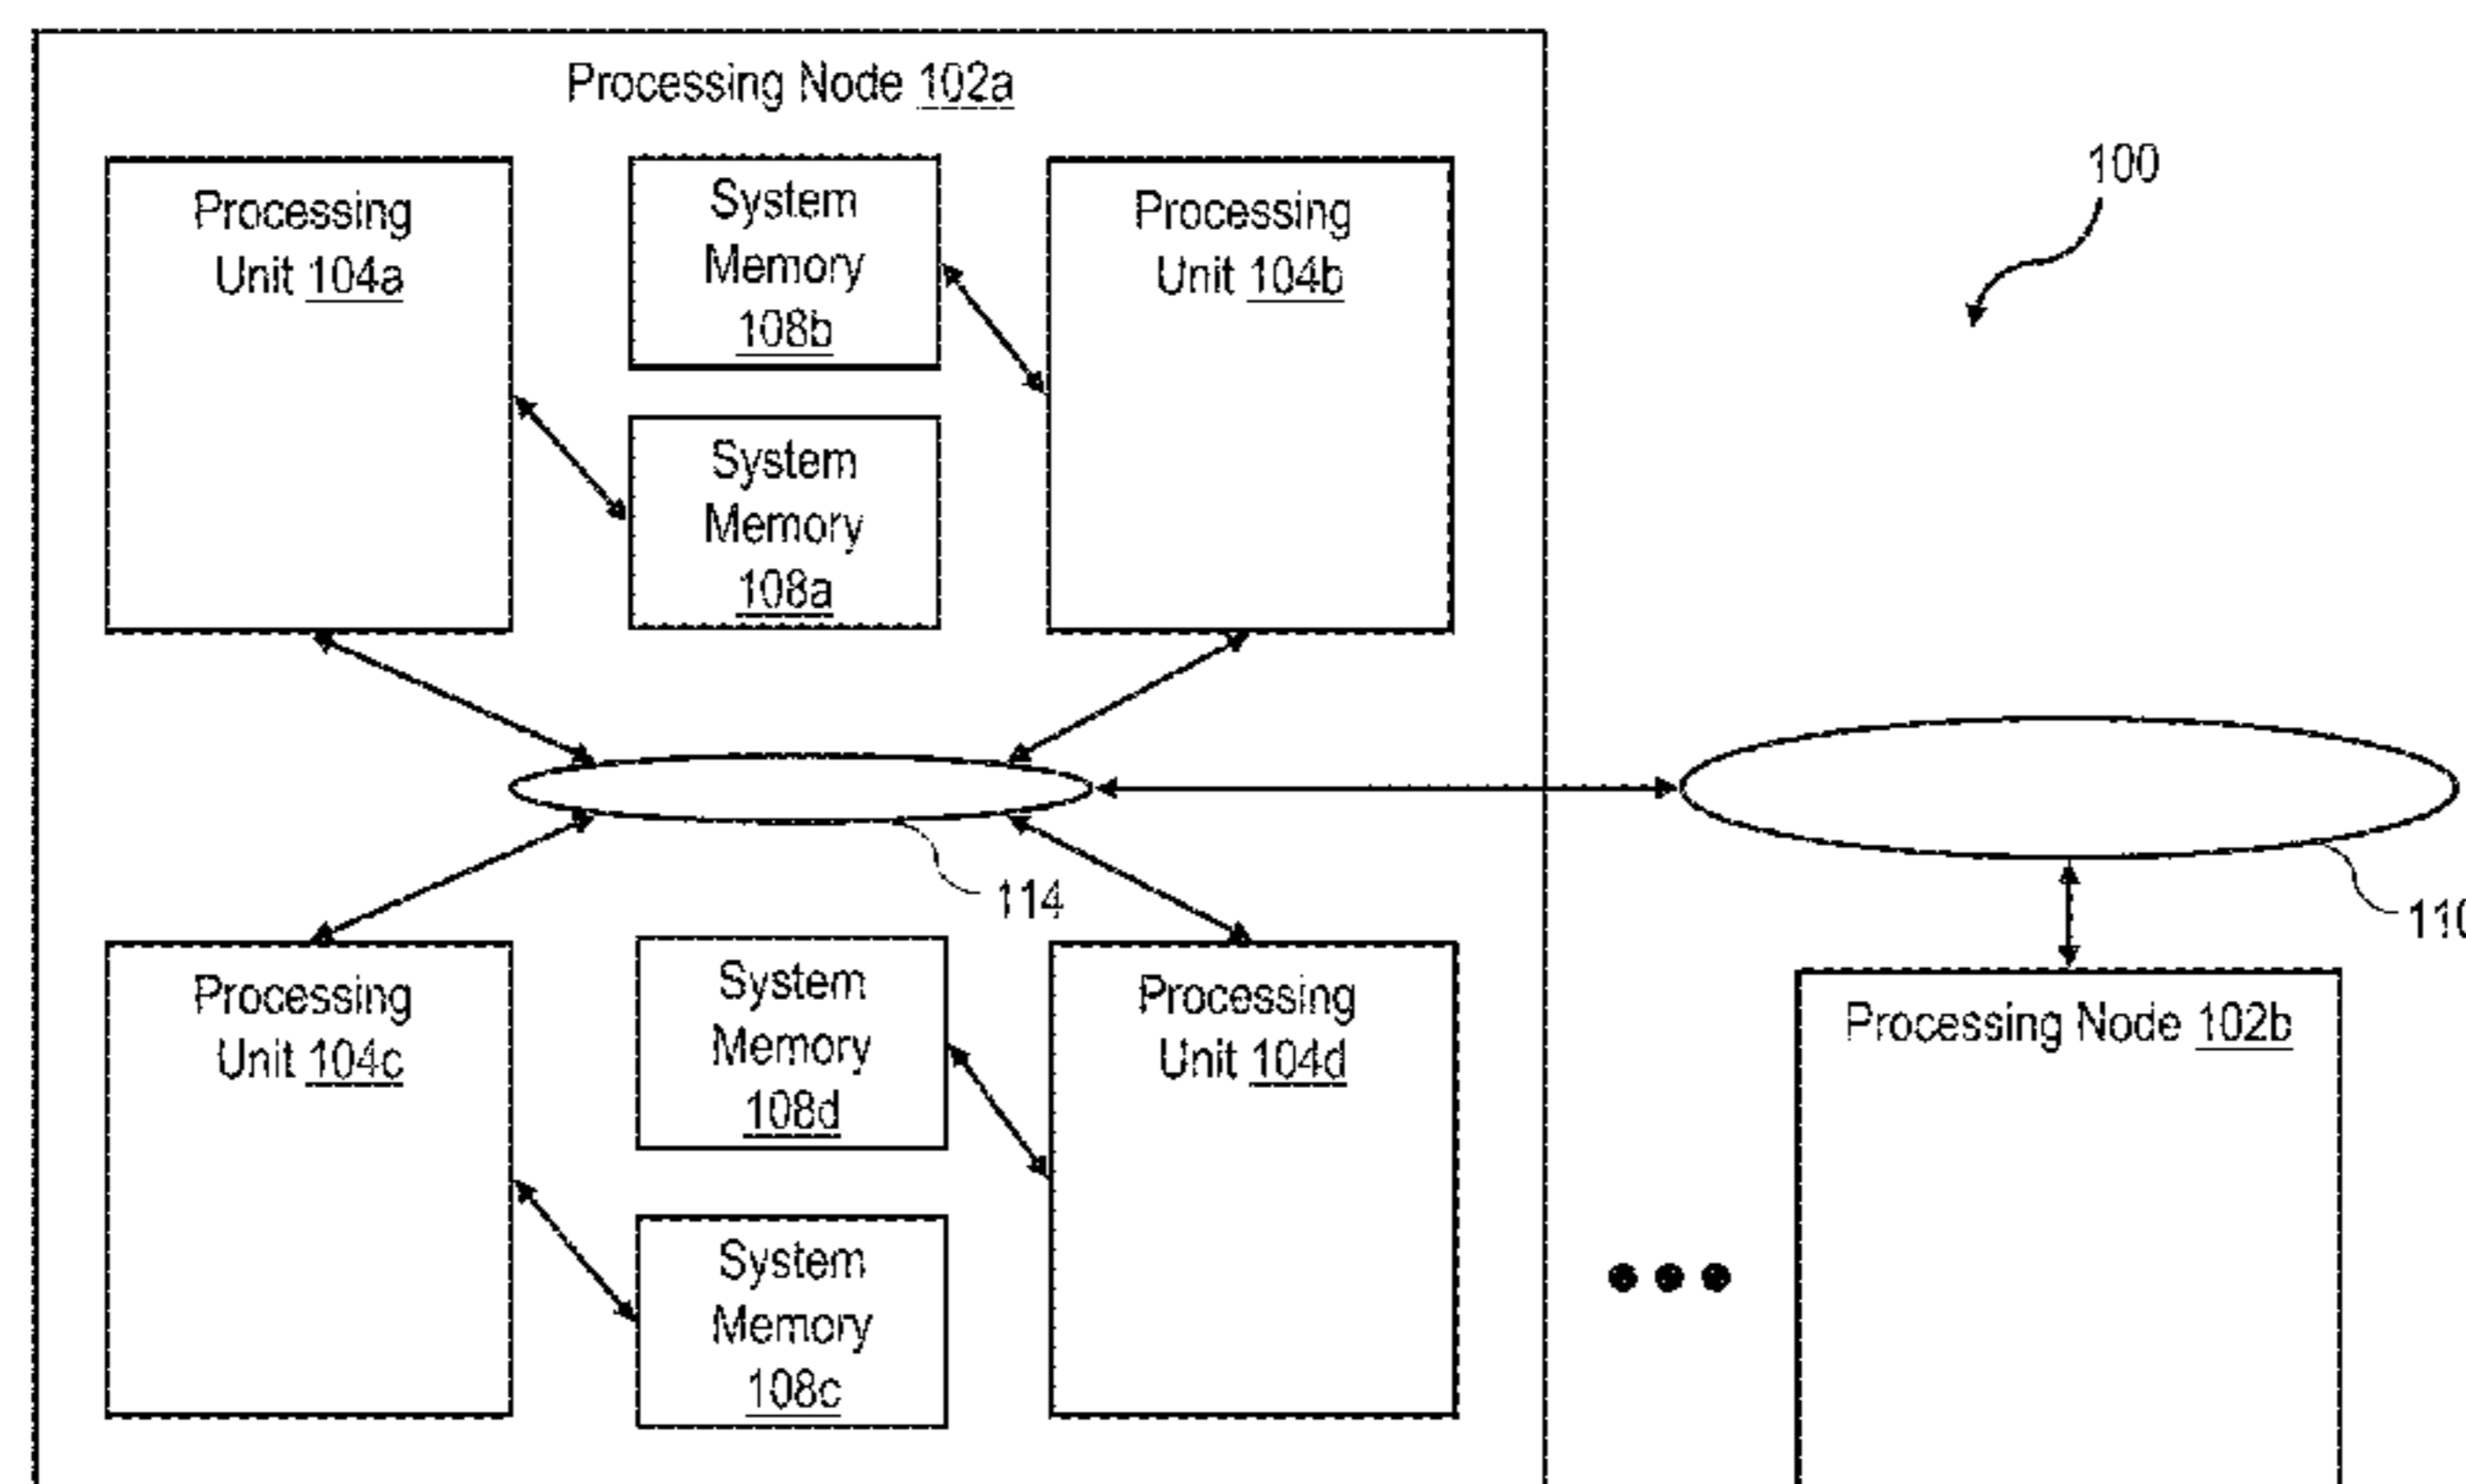 Processing Node 102a
Processing
Unit 104a
System
Memory
108b
Processing
Unit 104b
100
System
Memory
108a
114
110
Processing
Unit 104c
System
Memory
108d
Processing
Unit 104d
Processing Node 102b
System
Memory
108c